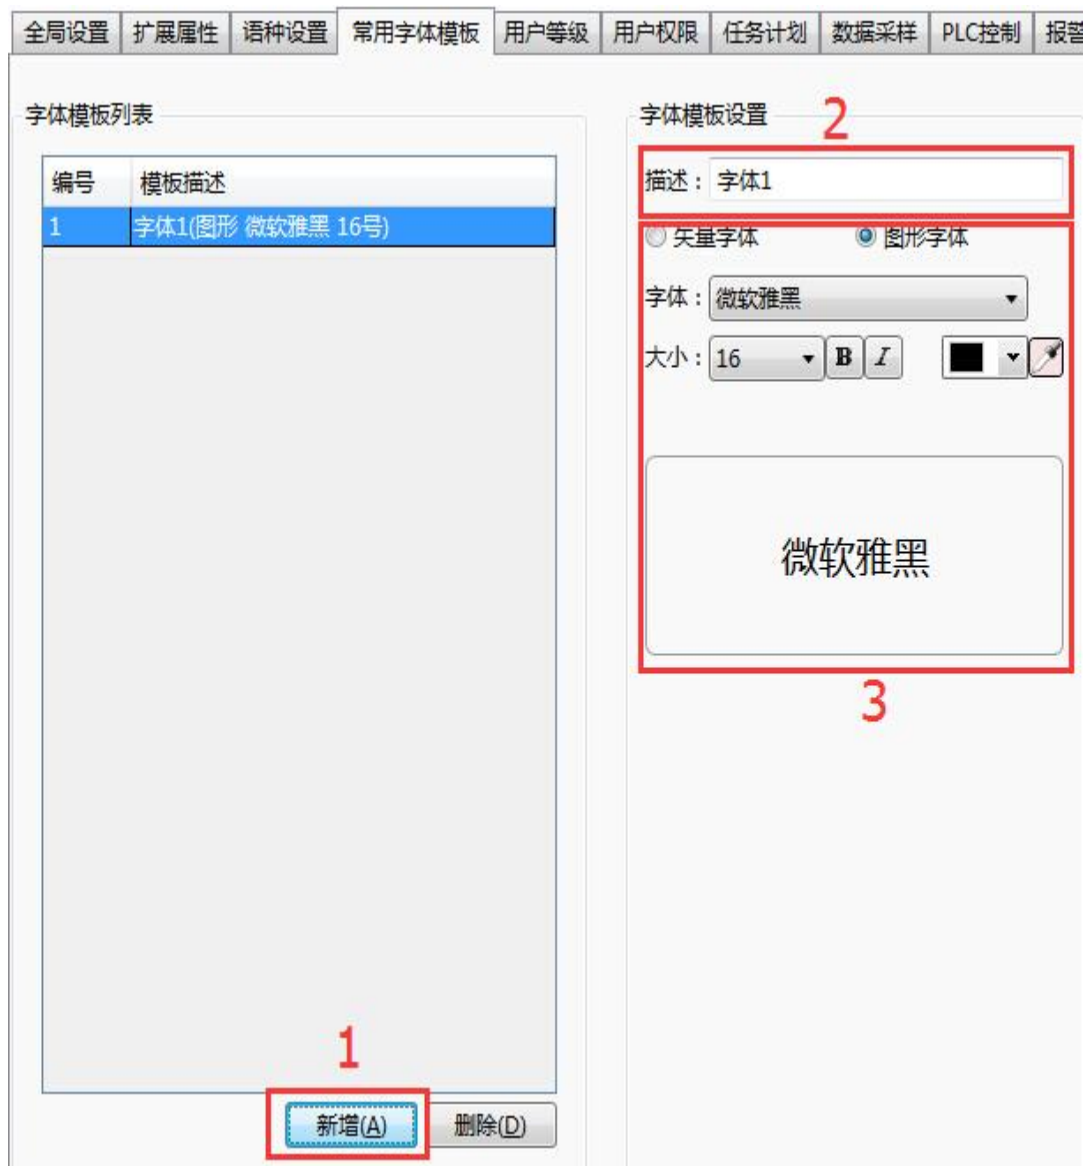 全局设置 扩展属性 语种设置 常用字体模板 用户等级 用户权限 任务计划 数据采样 PLC控制 报警
字体模板列表
编号 模板描述
1 字体1(图形 微软雅黑 16号)
1
新增(A) 删除(D)
字体模板设置 2
描述： 字体1
矢量字体 图形字体
字体： 微软雅黑
大小： 16 B I
微软雅黑
3